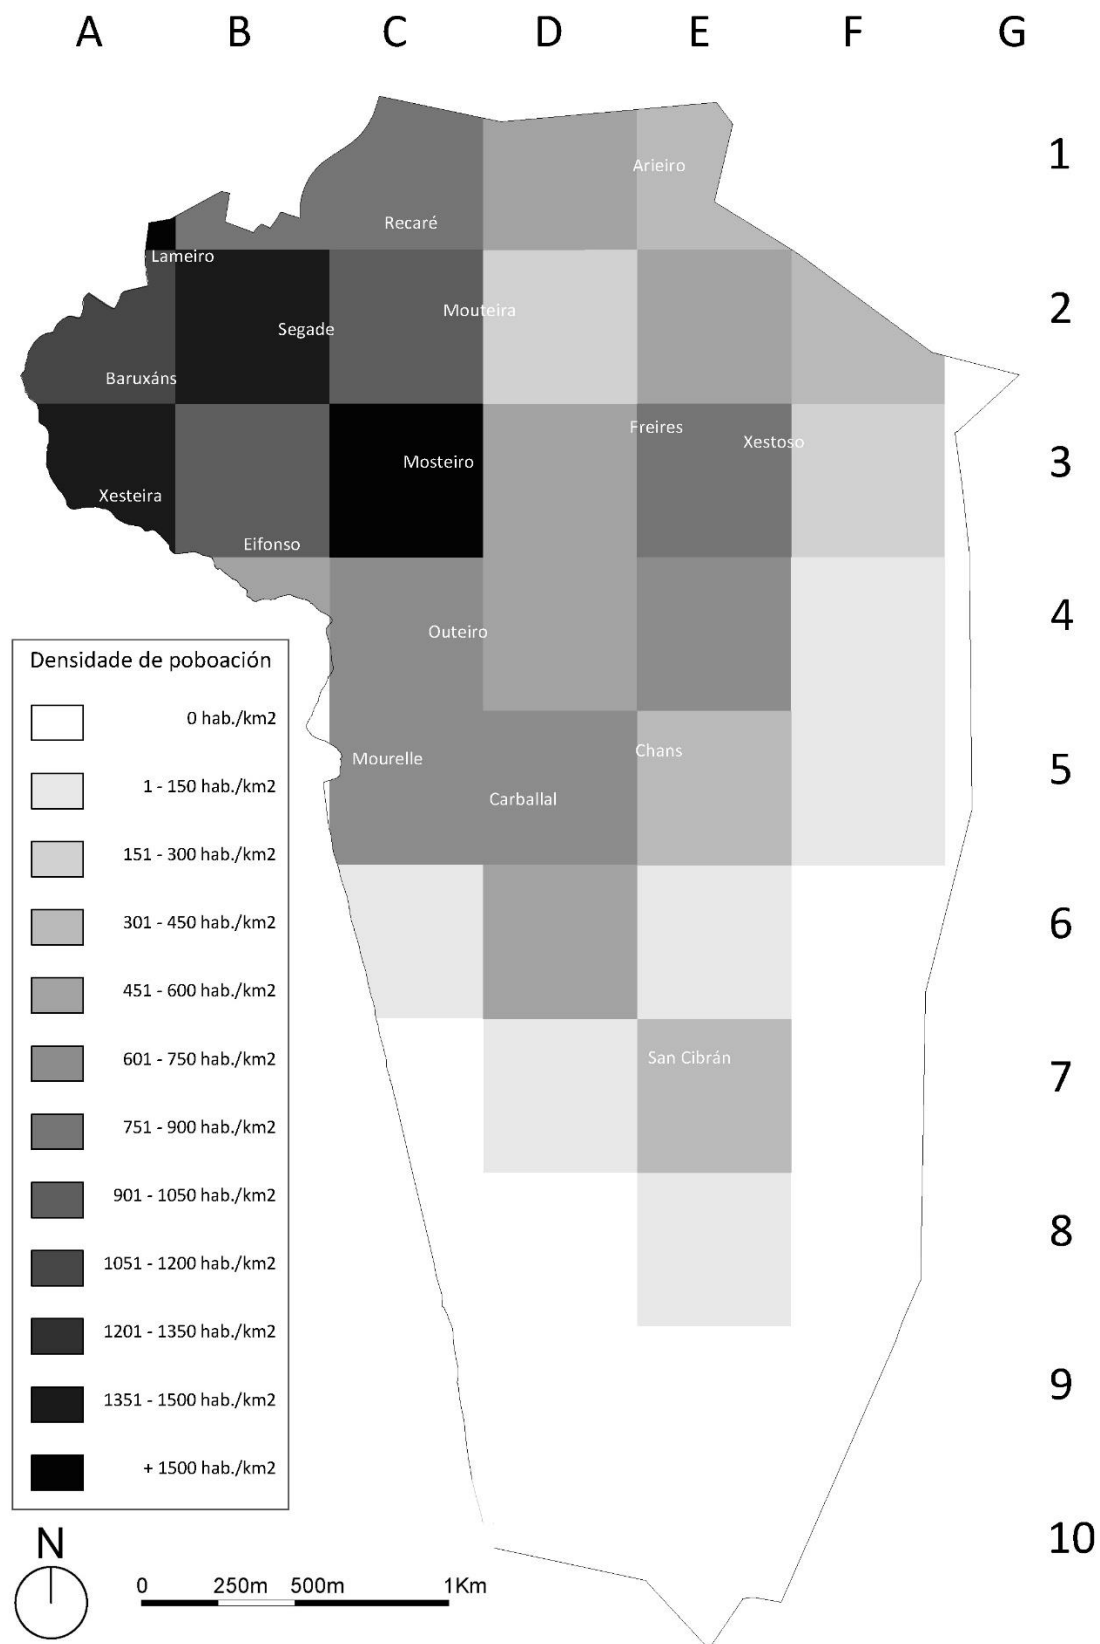 A B C D E F G
1
Arieiro
Recaré
Lameiro
2
Mouteira
Segade
Baruxáns
Freires
Xestoso
3
Mosteiro
Xesteira
Eifonso
4
Outeiro
Chans
5
Mourelle
Carballal
6
San Cibrán
7
8
9
10
Densidade de poboación
0 hab./km2
1 - 150 hab./km2
151 - 300 hab./km2
301 - 450 hab./km2
451 - 600 hab./km2
601 - 750 hab./km2
751 - 900 hab./km2
901 - 1050 hab./km2
1051 - 1200 hab./km2
1201 - 1350 hab./km2
1351 - 1500 hab./km2
+ 1500 hab./km2
N
0 250m 500m 1Km